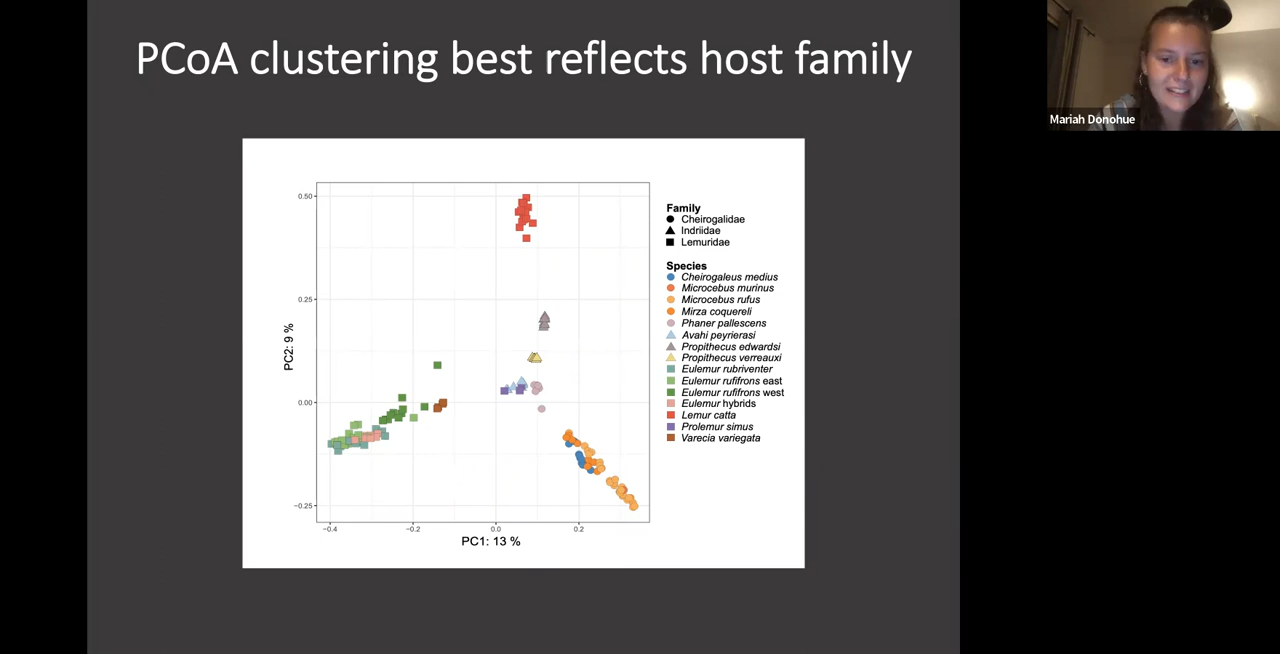 PCoA clustering best reflects host family
Mariah Donohue
0.50
0.25
0.00
−0.25
PC2: 9 %
−0.4
−0.2
0.0
0.2
PC1: 13 %
Family
Cheirogalidae
Indriidae
Lemuridae
Species
Cheirogaleus medius
Microcebus murinus
Microcebus rufus
Mirza coquereli
Phaner pallescens
Avahi peyrierasi
Propithecus edwardsi
Propithecus verreauxi
Eulemur rubriventer
Eulemur rufifrons east
Eulemur rufifrons west
Eulemur hybrids
Lemur catta
Prolemur simus
Varecia variegata